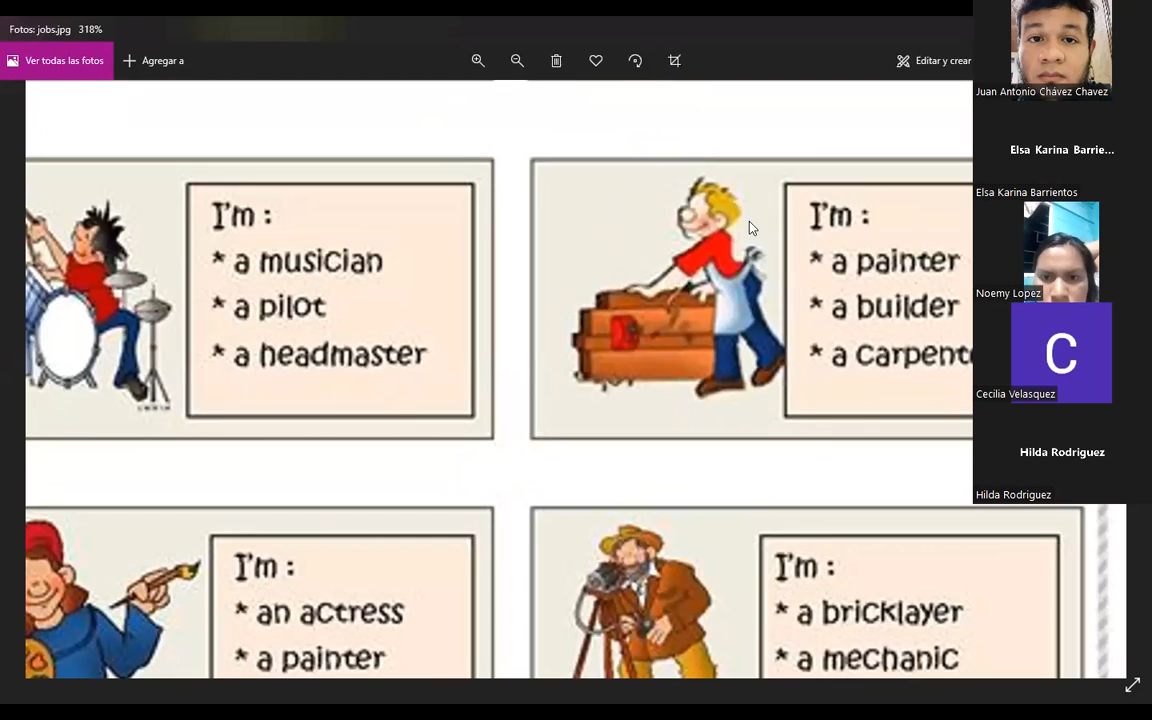 Fotos: jobs.jpg 318%
Ver todas las fotos
Agregar a
Editar y crear
I'm :
* a musician
* a pilot
* a headmaster
I'm :
* a painter
* a builder
* a carpente
I'm :
* an actress
* a painter
I'm :
* a bricklayer
* a mechanic
Juan Antonio Chávez Chavez
Elsa Karina Barrie...
Elsa Karina Barrientos
Noemy Lopez
C
Cecilia Velasquez
Hilda Rodriguez
Hilda Rodriguez